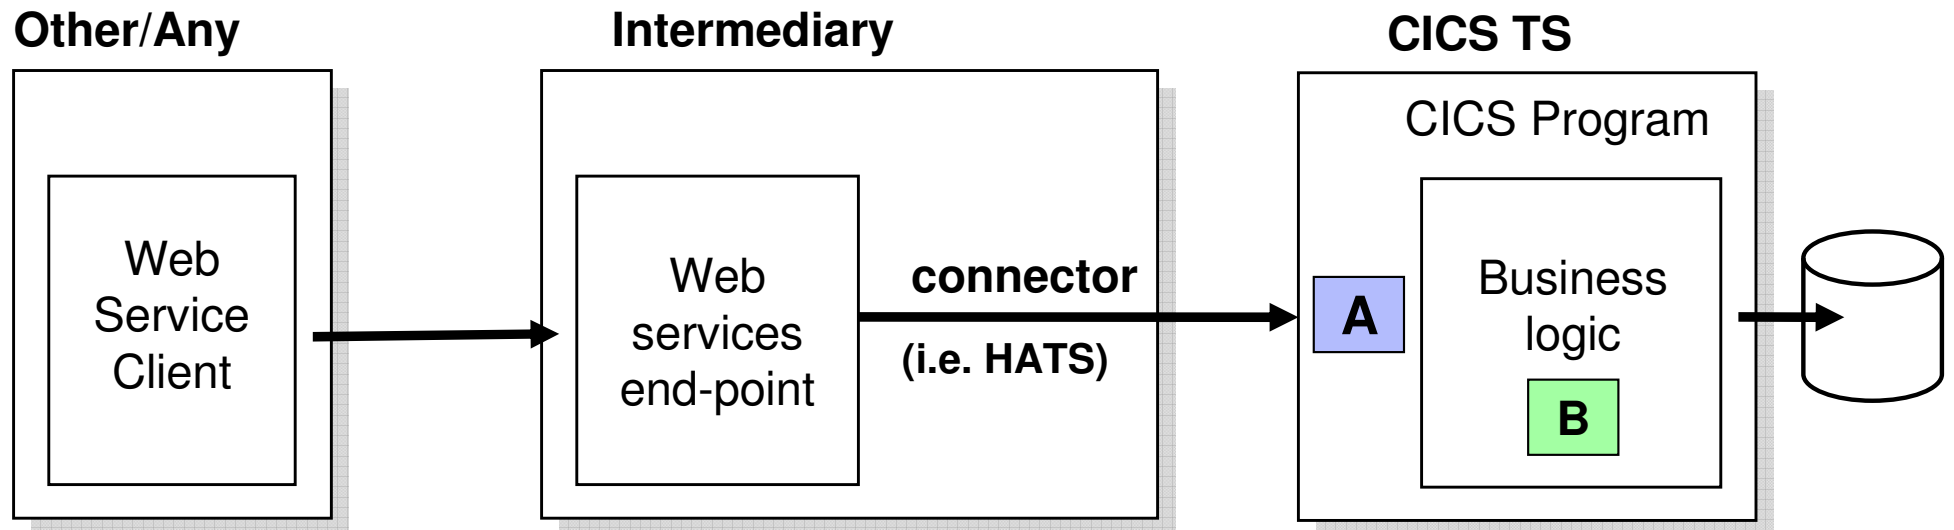 Other/Any
Intermediary
CICS TS
CICS Program
Web
Service
Client
Web
services
end-point
connector
(i.e. HATS)
A
Business
logic
B